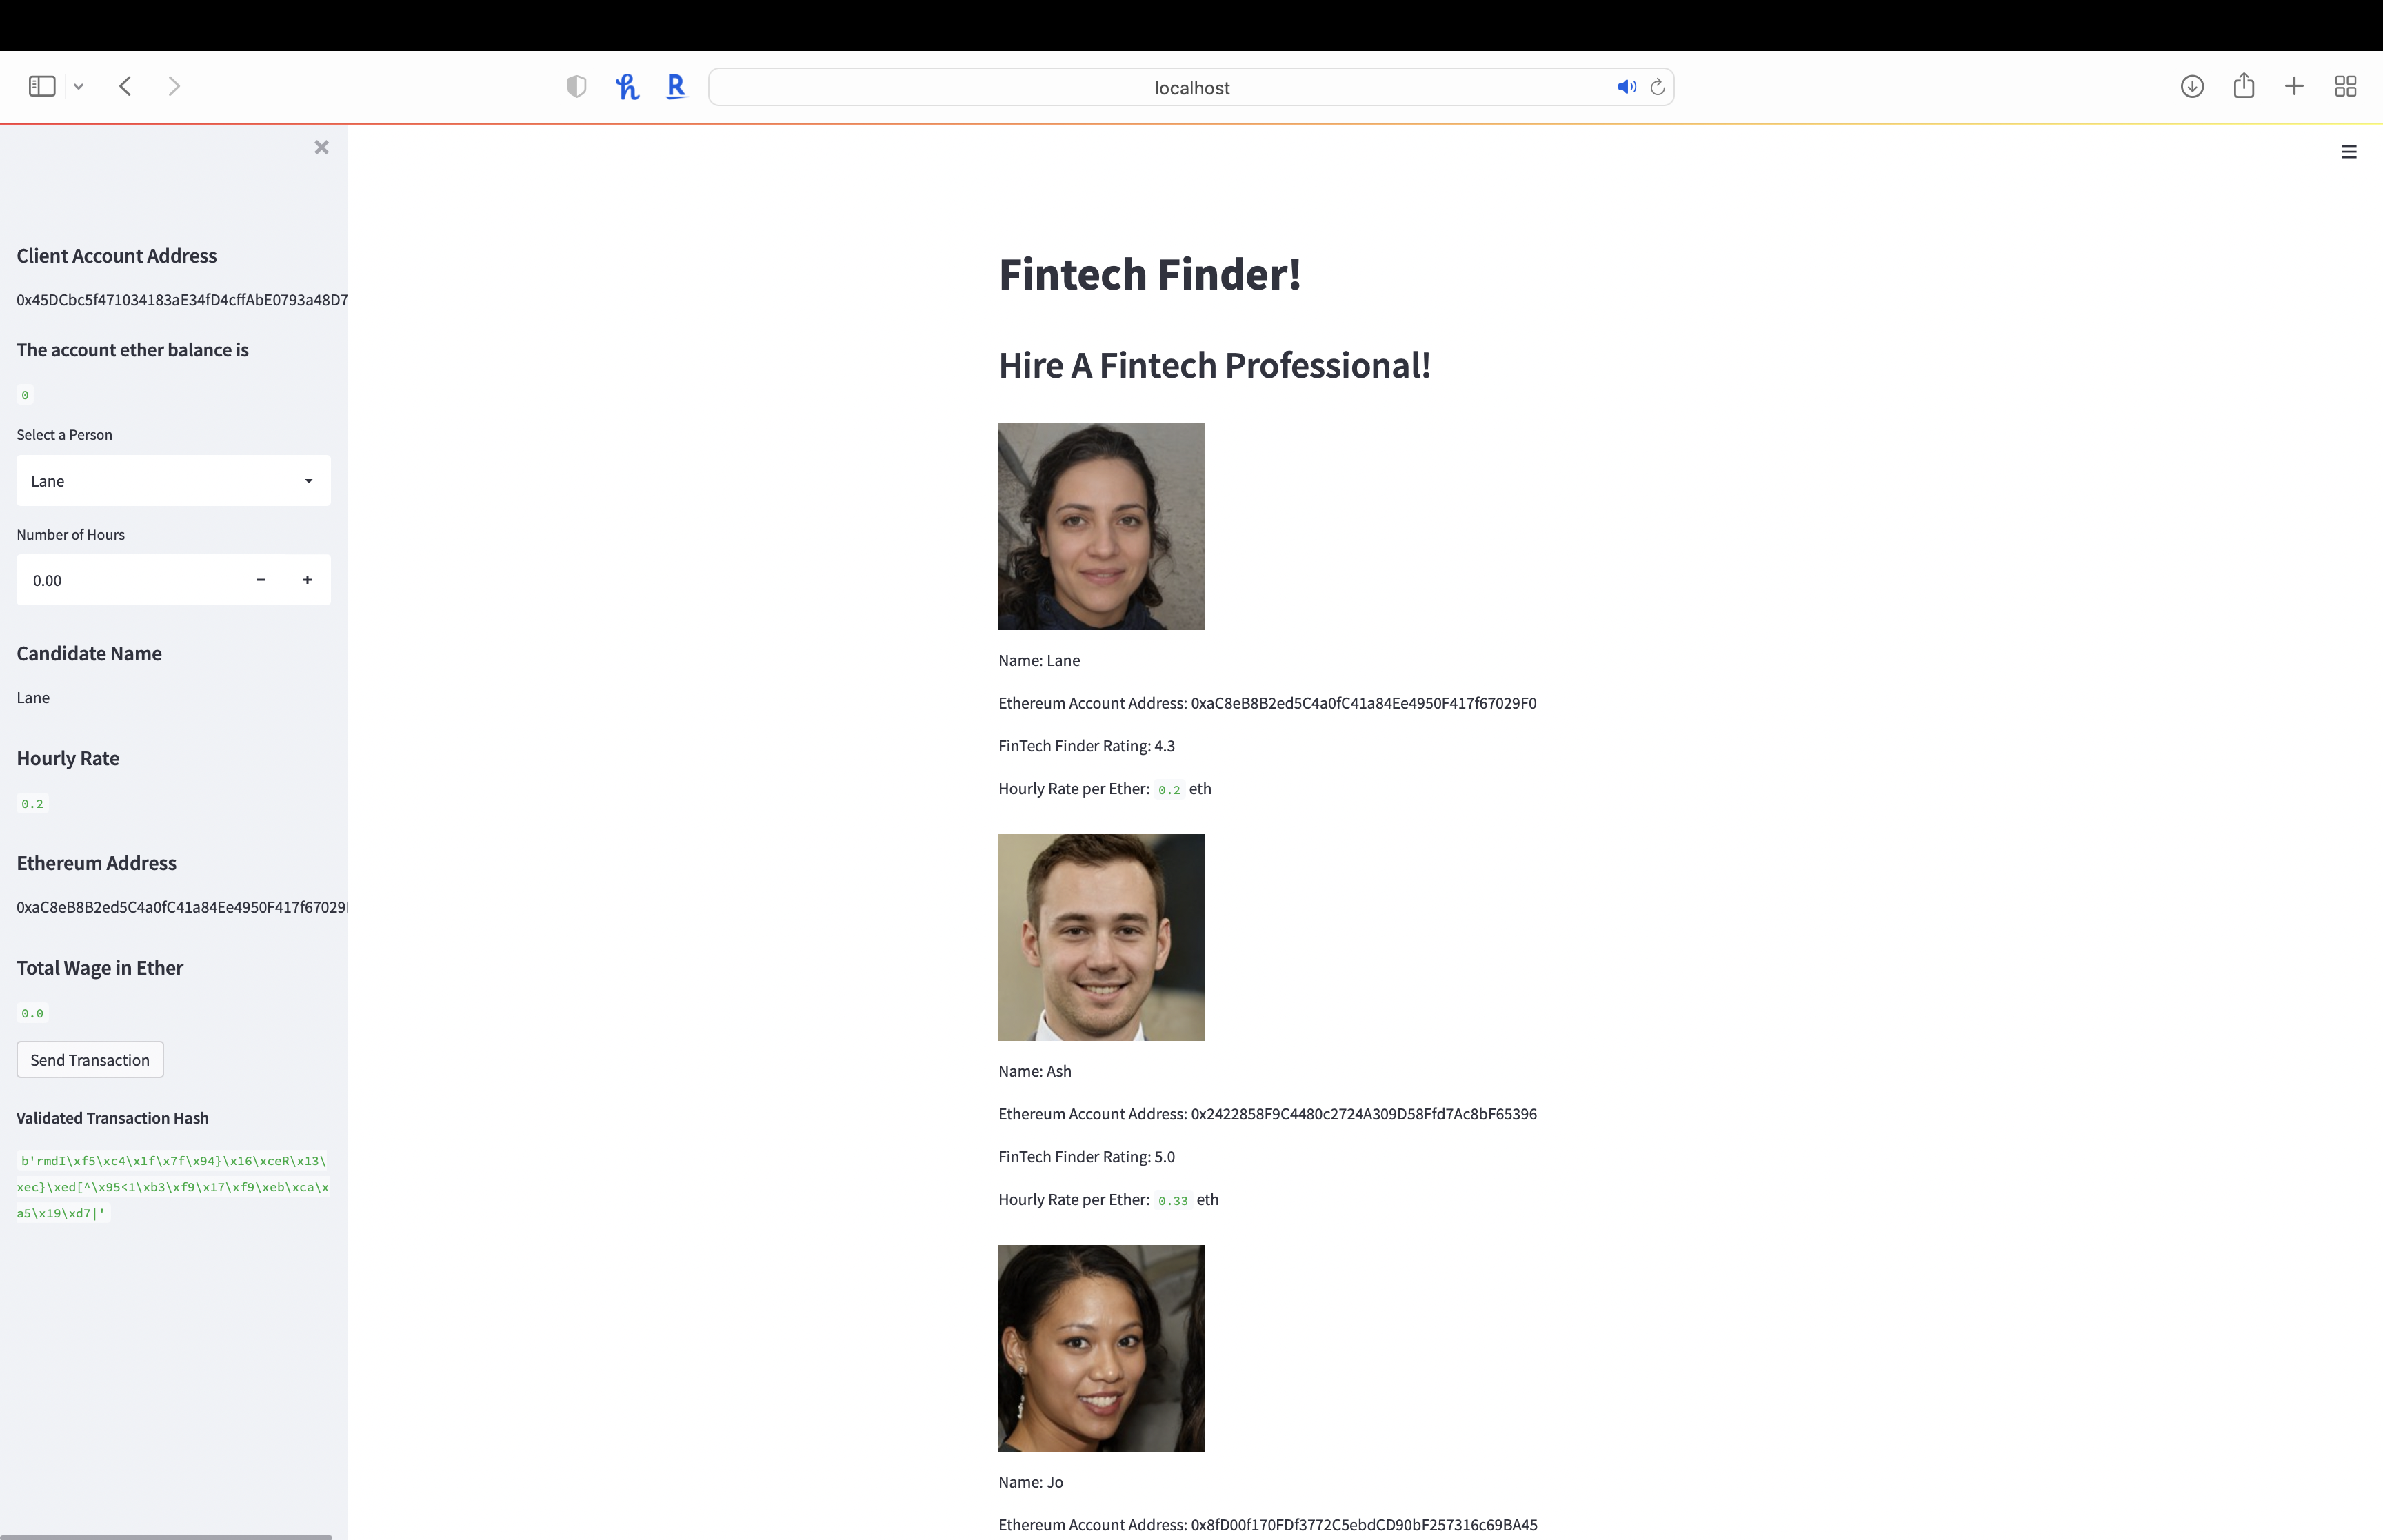 localhost
Client Account Address
0x45DCbc5f471034183aE34fD4cffAbE0793a48D7
The account ether balance is
0
Select a Person
Lane
Number of Hours
0.00
Candidate Name
Lane
Hourly Rate
0.2
Ethereum Address
0xaC8eB8B2ed5C4a0fC41a84Ee4950F417f67029
Total Wage in Ether
0.0
Send Transaction
Validated Transaction Hash
b'rmdI\xf5\xc4\x1f\x7f\x94}\x16\xceR\x13\
xec}\xed[^\x95<1\xb3\xf9\x17\xf9\xeb\xca\x
a5\x19\xd7|'
Fintech Finder!
Hire A Fintech Professional!
Name: Lane
Ethereum Account Address: 0xaC8eB8B2ed5C4a0fC41a84Ee4950F417f67029F0
FinTech Finder Rating: 4.3
Hourly Rate per Ether: 0.2 eth
Name: Ash
Ethereum Account Address: 0x2422858F9C4480c2724A309D58Ffd7Ac8bF65396
FinTech Finder Rating: 5.0
Hourly Rate per Ether: 0.33 eth
Name: Jo
Ethereum Account Address: 0x8fD00f170FDf3772C5ebdCD90bF257316c69BA45